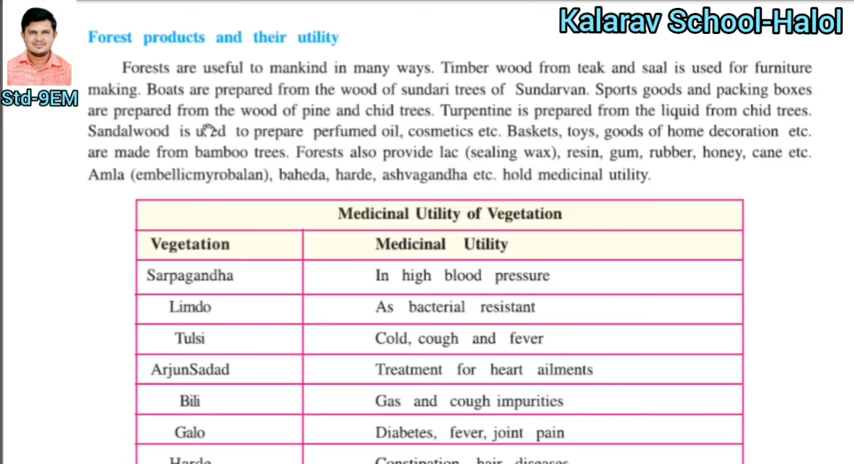 Kalarav School-Halol
Std-9EM
Forest products and their utility
Forests are useful to mankind in many ways. Timber wood from teak and saal is used for furniture
making. Boats are prepared from the wood of sundari trees of Sundarvan. Sports goods and packing boxes
are prepared from the wood of pine and chid trees. Turpentine is prepared from the liquid from chid trees.
Sandalwood is used to prepare perfumed oil, cosmetics etc. Baskets, toys, goods of home decoration etc.
are made from bamboo trees. Forests also provide lac (sealing wax), resin, gum, rubber, honey, cane etc.
Amla (embellicmyrobalan), baheda, harde, ashvagandha etc. hold medicinal utility.
Medicinal Utility of Vegetation
Vegetation Medicinal Utility
Sarpagandha In high blood pressure
Limdo As bacterial resistant
Tulsi Cold, cough and fever
ArjunSadad Treatment for heart ailments
Bili Gas and cough impurities
Galo Diabetes, fever, joint pain
Harde Constipation, hair diseases